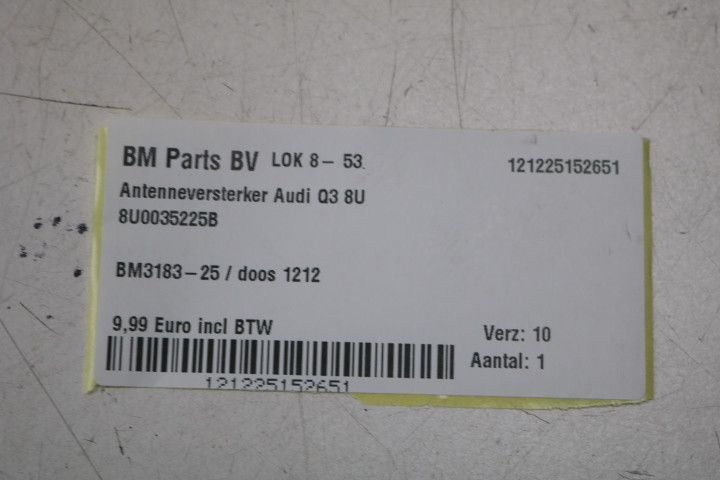 BM Parts BV LOK 8 - 53. 121225152651
Antenneversterker Audi Q3 8U
8U0035225B
BM3183-25 / doos 1212
9,99 Euro incl BTW Verz: 10
Aantal: 1
121225152651